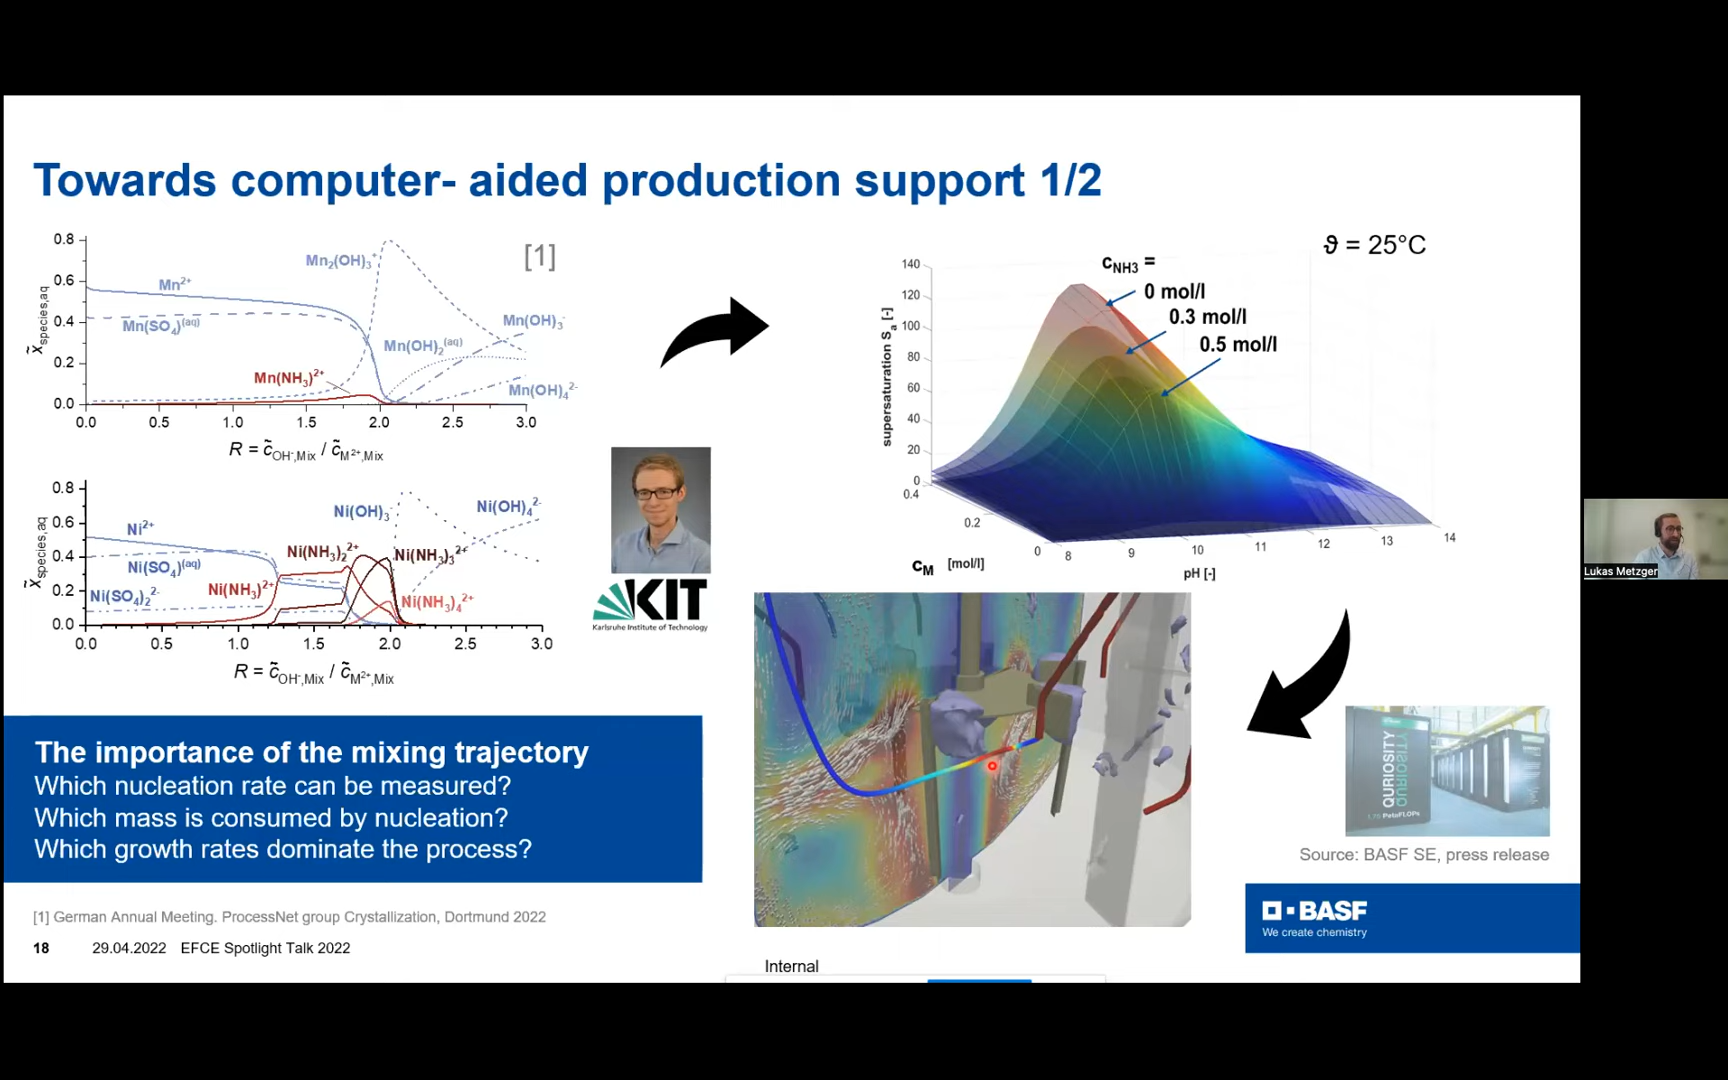 Towards computer- aided production support 1/2
[1]
0.8
0.6
0.4
0.2
0.0
x̃species,aq
Mn₂(OH)₃⁺
Mn²⁺
Mn(SO₄)⁽ᵃq⁾
Mn(OH)₃⁻
Mn(OH)₂⁽ᵃq⁾
Mn(NH₃)²⁺
Mn(OH)₄²⁻
0.0 0.5 1.0 1.5 2.0 2.5 3.0
R = c̃OH⁻,Mix / c̃M²⁺,Mix
0.8
0.6
0.4
0.2
0.0
x̃species,aq
Ni(OH)₃⁻
Ni(OH)₄²⁻
Ni²⁺
Ni(NH₃)₂²⁺
Ni(NH₃)₃²⁺
Ni(SO₄)⁽ᵃq⁾
Ni(NH₃)²⁺
Ni(SO₄)₂²⁻
Ni(NH₃)₄²⁺
0.0 0.5 1.0 1.5 2.0 2.5 3.0
R = c̃OH⁻,Mix / c̃M²⁺,Mix
KIT
Karlsruhe Institute of Technology
ϑ = 25°C
cNH3 =
0 mol/l
0.3 mol/l
0.5 mol/l
140
120
100
80
60
40
20
0
supersaturation Sa [-]
0.4
0.2
0
cM [mol/l]
8 9 10 11 12 13 14
pH [-]
The importance of the mixing trajectory
Which nucleation rate can be measured?
Which mass is consumed by nucleation?
Which growth rates dominate the process?
QURIOSITY
QURIOSITY
1.75 PetaFLOPs
Source: BASF SE, press release
BASF
We create chemistry
[1] German Annual Meeting. ProcessNet group Crystallization, Dortmund 2022
18 29.04.2022 EFCE Spotlight Talk 2022
Internal
Lukas Metzger